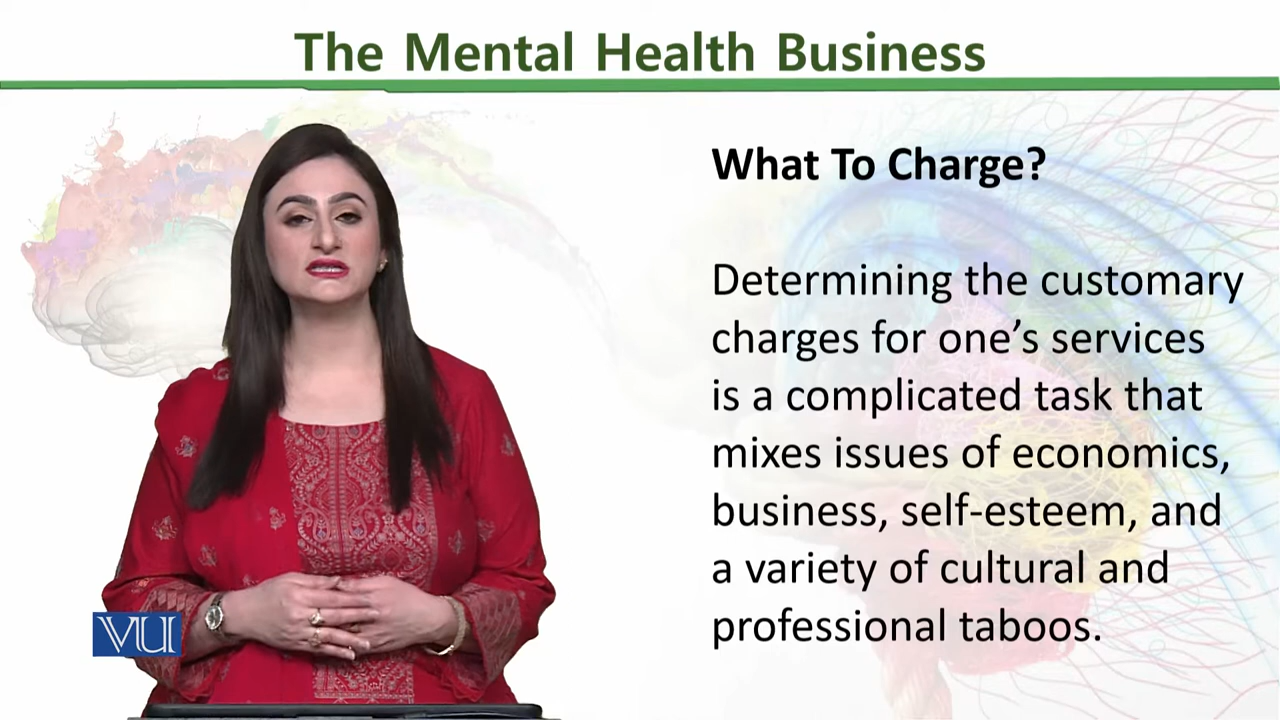 The Mental Health Business
What To Charge?
Determining the customary
charges for one’s services
is a complicated task that
mixes issues of economics,
business, self-esteem, and
a variety of cultural and
professional taboos.
VU